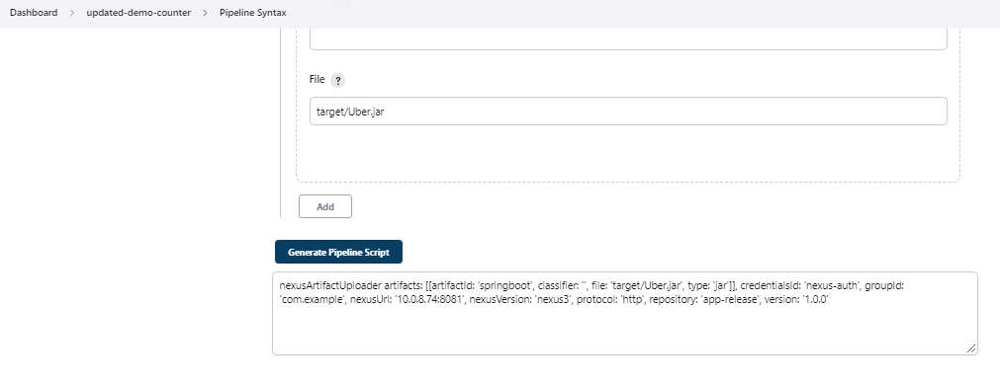 Dashboard > updated-demo-counter > Pipeline Syntax
File ?
target/Uber.jar
Add
Generate Pipeline Script
nexusArtifactUploader artifacts: [[artifactId: 'springboot', classifier: '', file: 'target/Uber.jar', type: 'jar']], credentialsId: 'nexus-auth', groupId:
'com.example', nexusUrl: '10.0.8.74:8081', nexusVersion: 'nexus3', protocol: 'http', repository: 'app-release', version: '1.0.0'